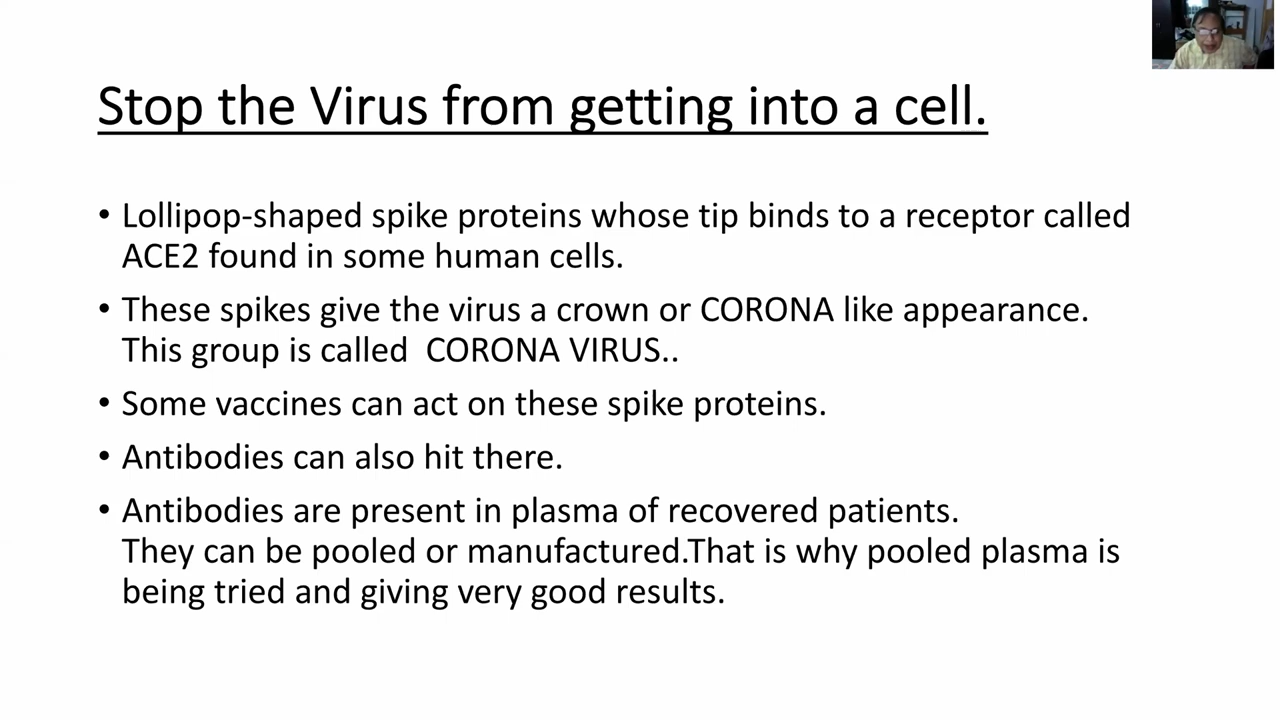 Stop the Virus from getting into a cell.
• Lollipop-shaped spike proteins whose tip binds to a receptor called
ACE2 found in some human cells.
• These spikes give the virus a crown or CORONA like appearance.
This group is called  CORONA VIRUS..
• Some vaccines can act on these spike proteins.
• Antibodies can also hit there.
• Antibodies are present in plasma of recovered patients.
They can be pooled or manufactured.That is why pooled plasma is
being tried and giving very good results.